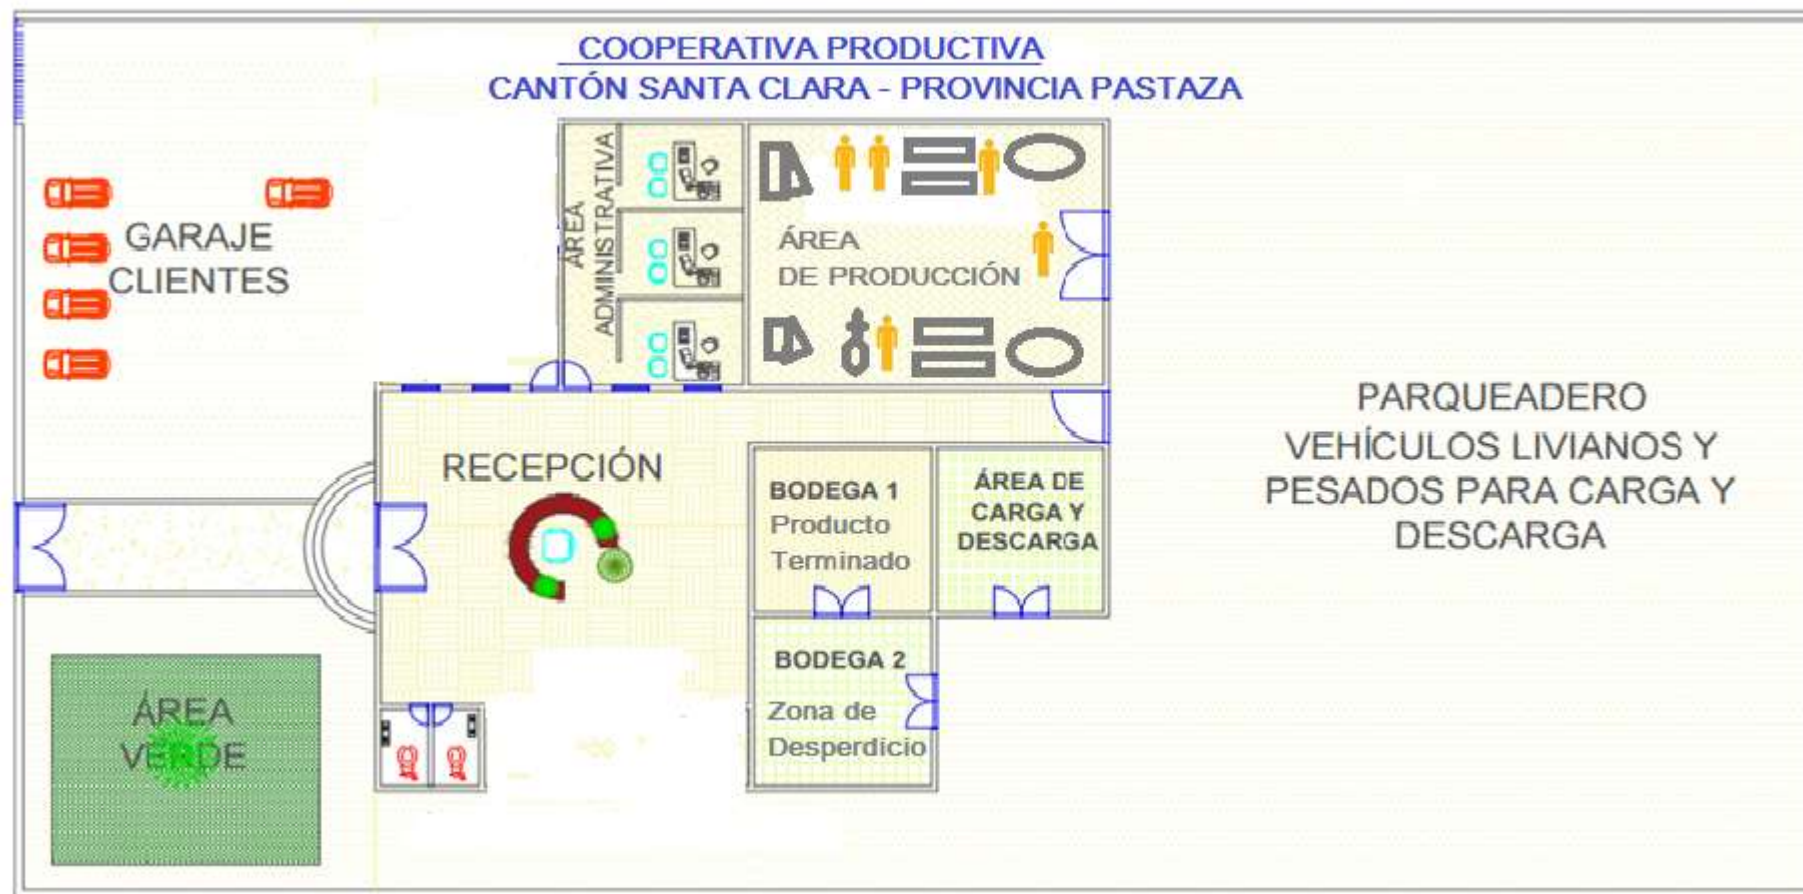 COOPERATIVA PRODUCTIVA
CANTÓN SANTA CLARA - PROVINCIA PASTAZA
GARAJE
CLIENTES
ÁREA
ADMINISTRATIVA
ÁREA
DE PRODUCCIÓN
RECEPCIÓN
BODEGA 1
Producto
Terminado
ÁREA DE
CARGA Y
DESCARGA
PARQUEADERO
VEHÍCULOS LIVIANOS Y
PESADOS PARA CARGA Y
DESCARGA
BODEGA 2
Zona de
Desperdicio
ÁREA
VERDE